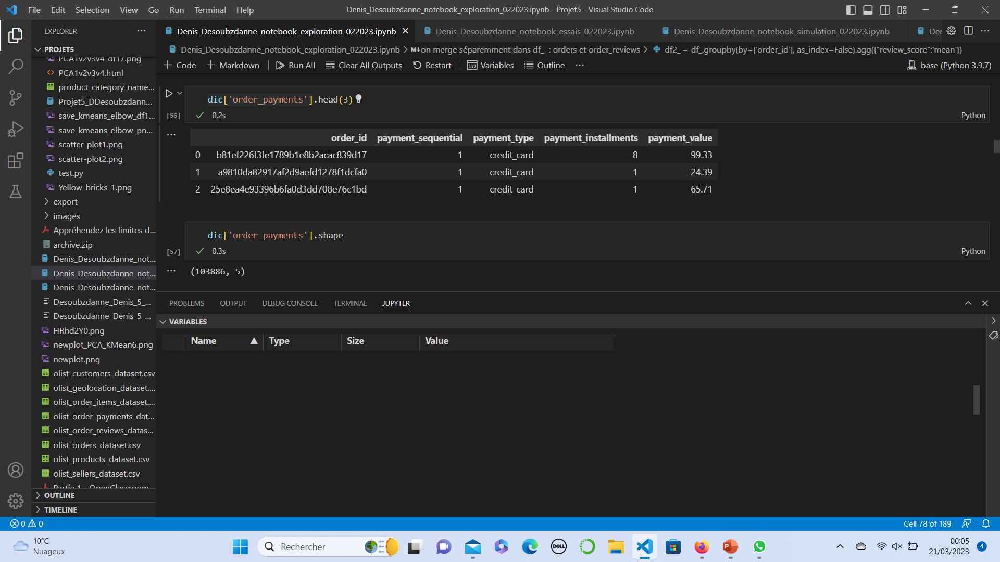 File Edit Selection View Go Run Terminal Help
Denis_Desoubzdanne_notebook_exploration_022023.ipynb - Projet5 - Visual Studio Code
EXPLORER
PROJET5
PCA1v2v3v4_df17.png
PCA1v2v3v4.html
product_category_name...
Projet5_DDesoubzdann...
save_kmeans_elbow_df1...
save_kmeans_elbow_pn...
scatter-plot1.png
scatter-plot2.png
test.py
Yellow_bricks_1.png
export
images
Appréhendez les limites d...
archive.zip
Denis_Desoubzdanne_not...
Denis_Desoubzdanne_not...
Denis_Desoubzdanne_not...
Desoubzdanne_Denis_5_...
Desoubzdanne_Denis_5_...
HRhd2Y0.png
newplot_PCA_KMean6.png
newplot.png
olist_customers_dataset.csv
olist_geolocation_dataset....
olist_order_items_dataset....
olist_order_payments_dat...
olist_order_reviews_datas...
olist_orders_dataset.csv
olist_products_dataset.csv
olist_sellers_dataset.csv
Partie 1 - OpenClassroom
OUTLINE
TIMELINE
Denis_Desoubzdanne_notebook_exploration_022023.ipynb Denis_Desoubzdanne_notebook_essais_022023.ipynb Denis_Desoubzdanne_notebook_simulation_022023.ipynb Der
Denis_Desoubzdanne_notebook_exploration_022023.ipynb > M↓ on merge séparemment dans df_ : orders et order_reviews > df2_ = df_.groupby(by=['order_id'], as_index=False).agg({"review_score":'mean'})
+ Code + Markdown Run All Clear All Outputs Restart Variables Outline ... base (Python 3.9.7)
dic['order_payments'].head(3)
[56] 0.2s Python
order_id payment_sequential payment_type payment_installments payment_value
0 b81ef226f3fe1789b1e8b2acac839d17 1 credit_card 8 99.33
1 a9810da82917af2d9aefd1278f1dcfa0 1 credit_card 1 24.39
2 25e8ea4e93396b6fa0d3dd708e76c1bd 1 credit_card 1 65.71
dic['order_payments'].shape
[57] 0.3s Python
(103886, 5)
PROBLEMS OUTPUT DEBUG CONSOLE TERMINAL JUPYTER
VARIABLES
Name Type Size Value
0 0
Cell 78 of 189
10°C
Nuageux
Rechercher
DELL
00:05
21/03/2023
4